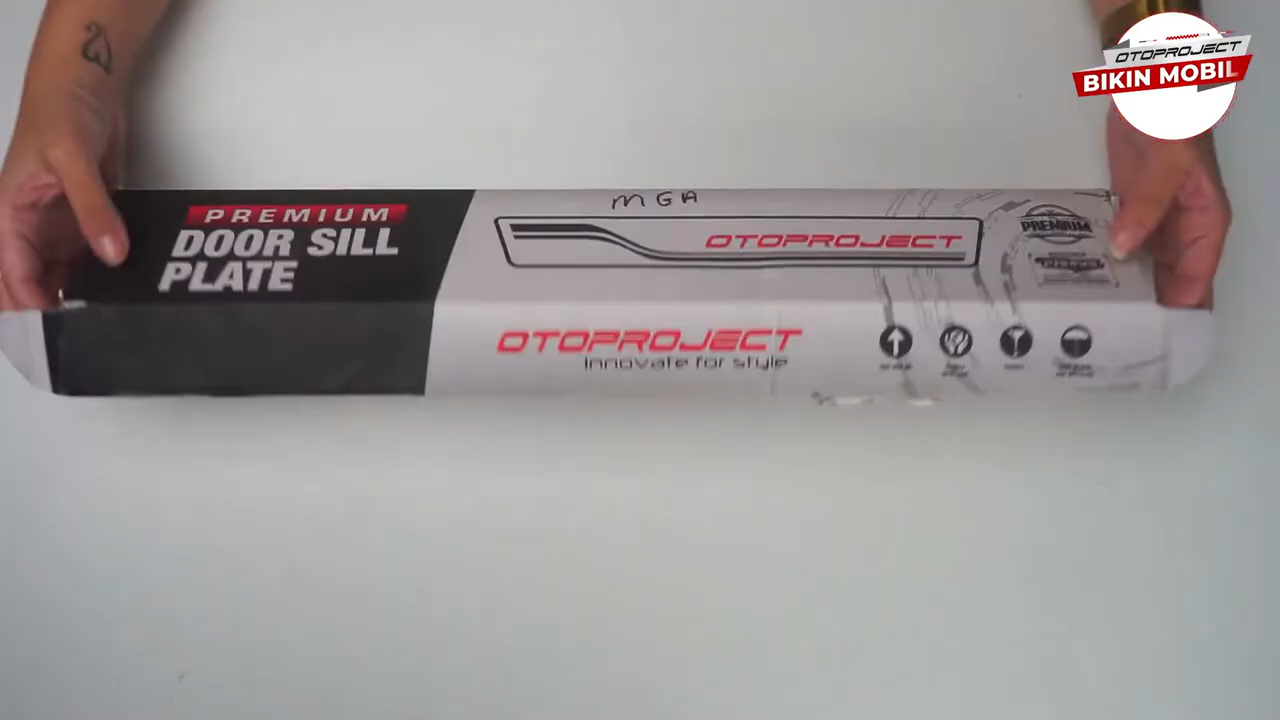 OTOPROJECT
BIKIN MOBIL
MGA
PREMIUM
DOOR SILL
PLATE
OTOPROJECT
PREMIUM
OTOPROJECT
Innovate for style